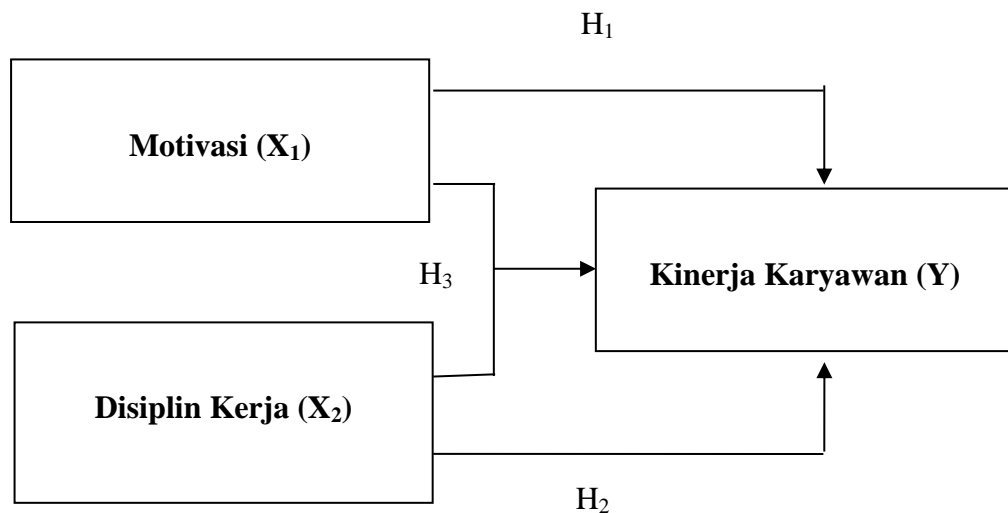 H₁
Motivasi (X₁)
Kinerja Karyawan (Y)
H₃
Disiplin Kerja (X₂)
H₂